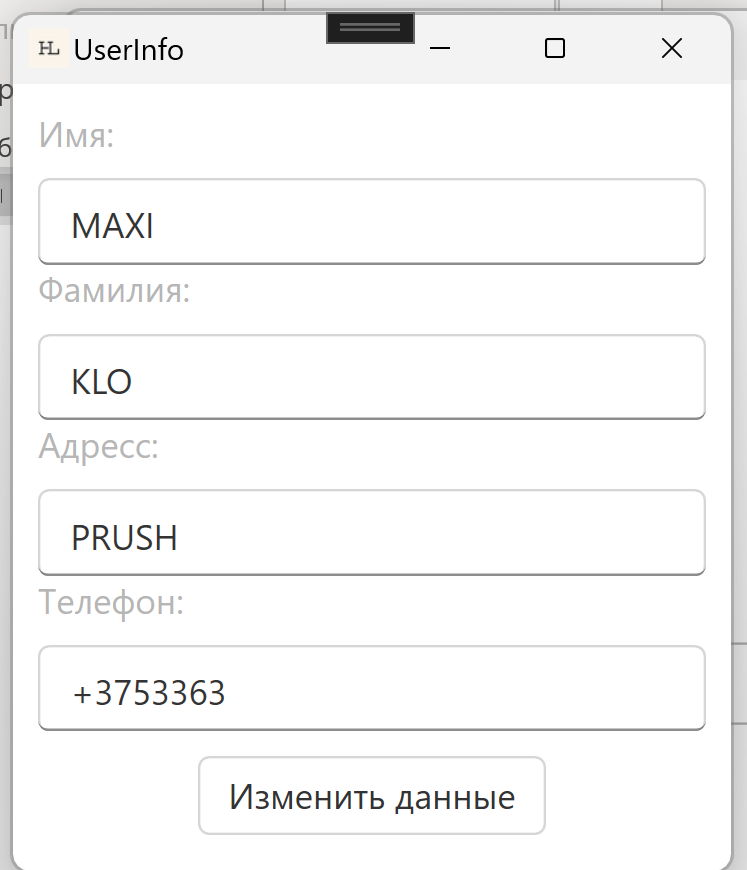 HL UserInfo
Имя:
MAXI
Фамилия:
KLO
Адресс:
PRUSH
Телефон:
+3753363
Изменить данные